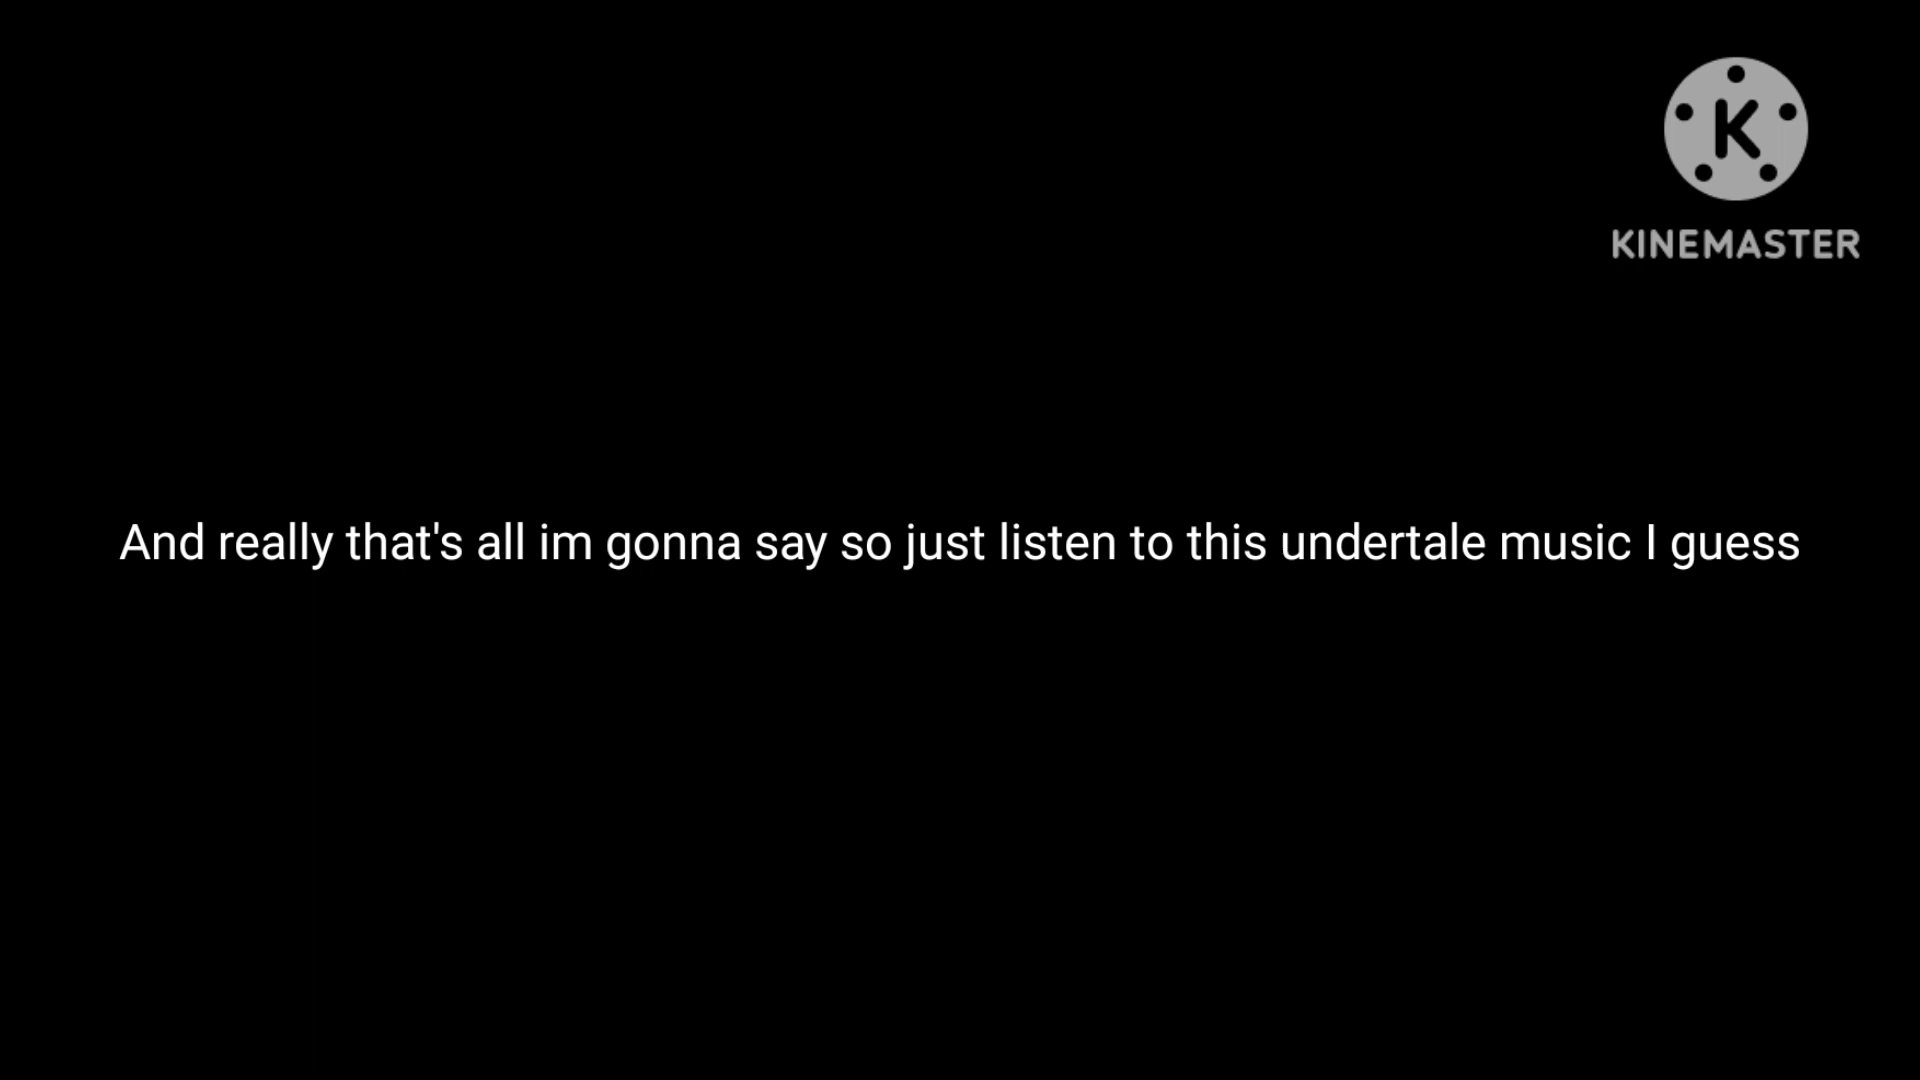 K
KINEMASTER
And really that's all im gonna say so just listen to this undertale music I guess